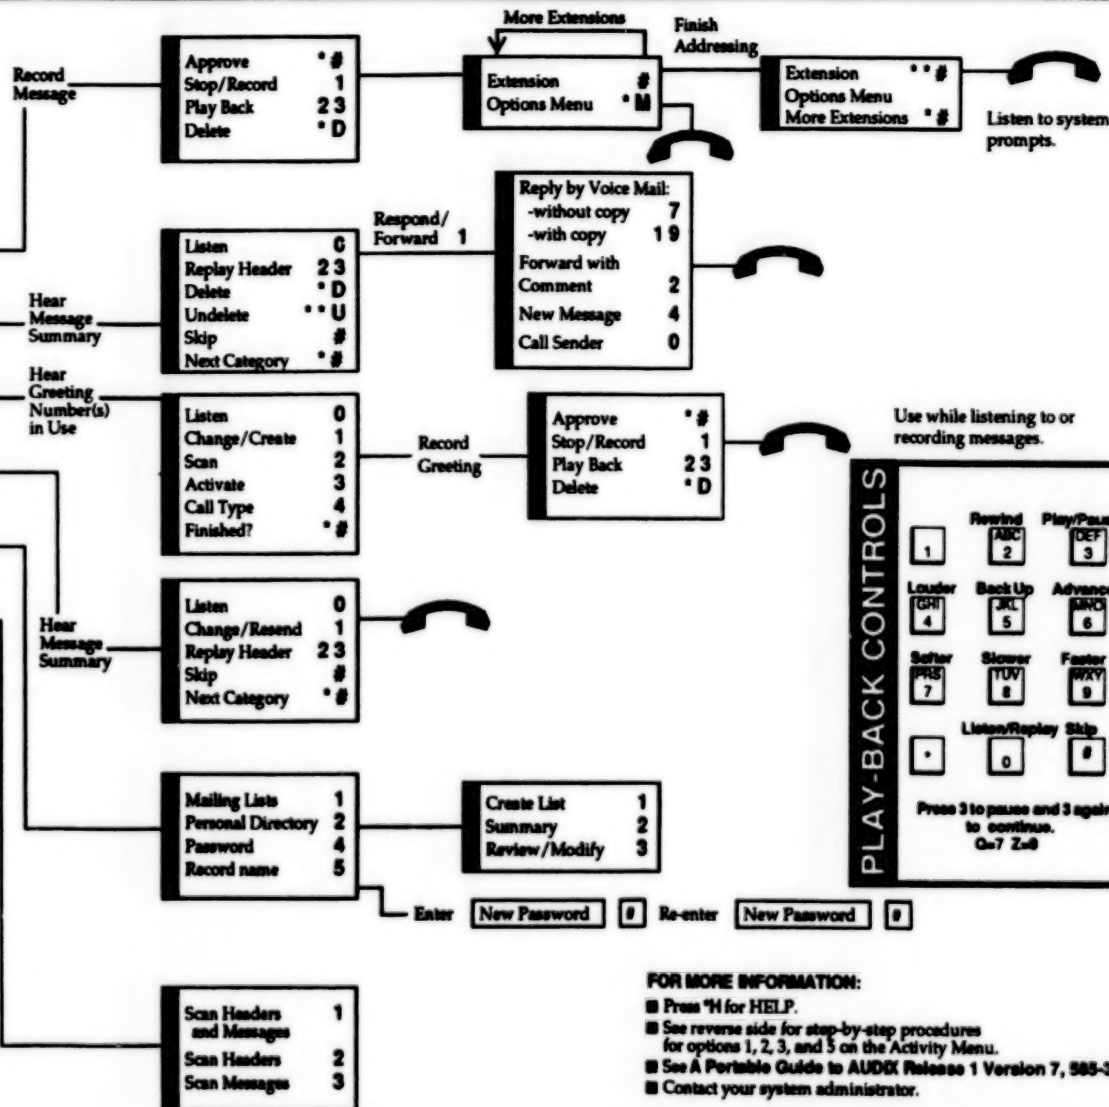 More Extensions
Finish
Addressing
Record
Message
Approve *#
Stop/Record 1
Play Back 2 3
Delete *D
Extension #
Options Menu *M
Extension **#
Options Menu
More Extensions *#
Listen to system
prompts.
Respond/
Forward 1
Reply by Voice Mail:
-without copy 7
-with copy 1 9
Forward with
Comment 2
New Message 4
Call Sender 0
Hear
Message
Summary
Listen 0
Replay Header 2 3
Delete *D
Undelete **U
Skip #
Next Category *#
Hear
Greeting
Number(s)
in Use
Listen 0
Change/Create 1
Scan 2
Activate 3
Call Type 4
Finished? *#
Record
Greeting
Approve *#
Stop/Record 1
Play Back 2 3
Delete *D
Use while listening to or
recording messages.
PLAY-BACK CONTROLS
Rewind Play/Paus
ABC DEF
1 2 3
Louder Back Up Advance
GHI JKL MNO
4 5 6
Softer Slower Faster
PRS TUV WXY
7 8 9
Listen/Replay Skip
* 0 #
Press 3 to pause and 3 again
to continue.
Q=7 Z=9
Hear
Message
Summary
Listen 0
Change/Resend 1
Replay Header 2 3
Skip #
Next Category *#
Mailing Lists 1
Personal Directory 2
Password 4
Record name 5
Create List 1
Summary 2
Review/Modify 3
Enter New Password # Re-enter New Password #
Scan Headers 1
and Messages
Scan Headers 2
Scan Messages 3
FOR MORE INFORMATION:
■ Press *H for HELP.
■ See reverse side for step-by-step procedures
for options 1, 2, 3, and 5 on the Activity Menu.
■ See A Portable Guide to AUDIX Release 1 Version 7, 585-3
■ Contact your system administrator.